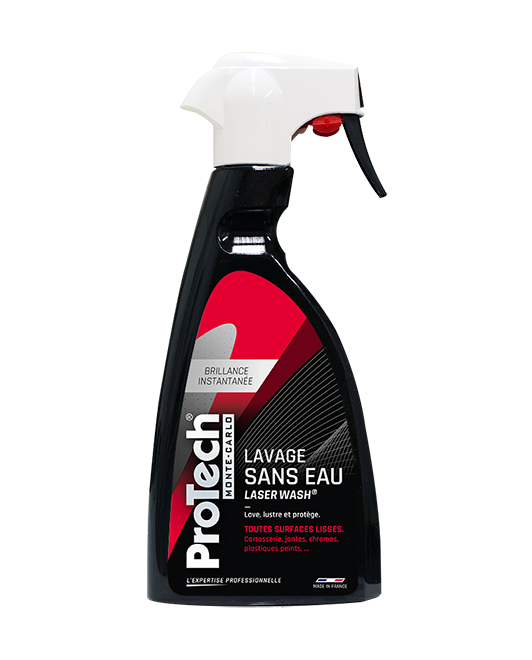 BRILLANCE
INSTANTANÉE
ProTech®
MONTE-CARLO
LAVAGE
SANS EAU
LASER WASH®
Lave, lustre et protège.
TOUTES SURFACES LISSES.
Carrosserie, jantes, chromes,
plastiques peints, ...
L'EXPERTISE PROFESSIONNELLE
MADE IN FRANCE